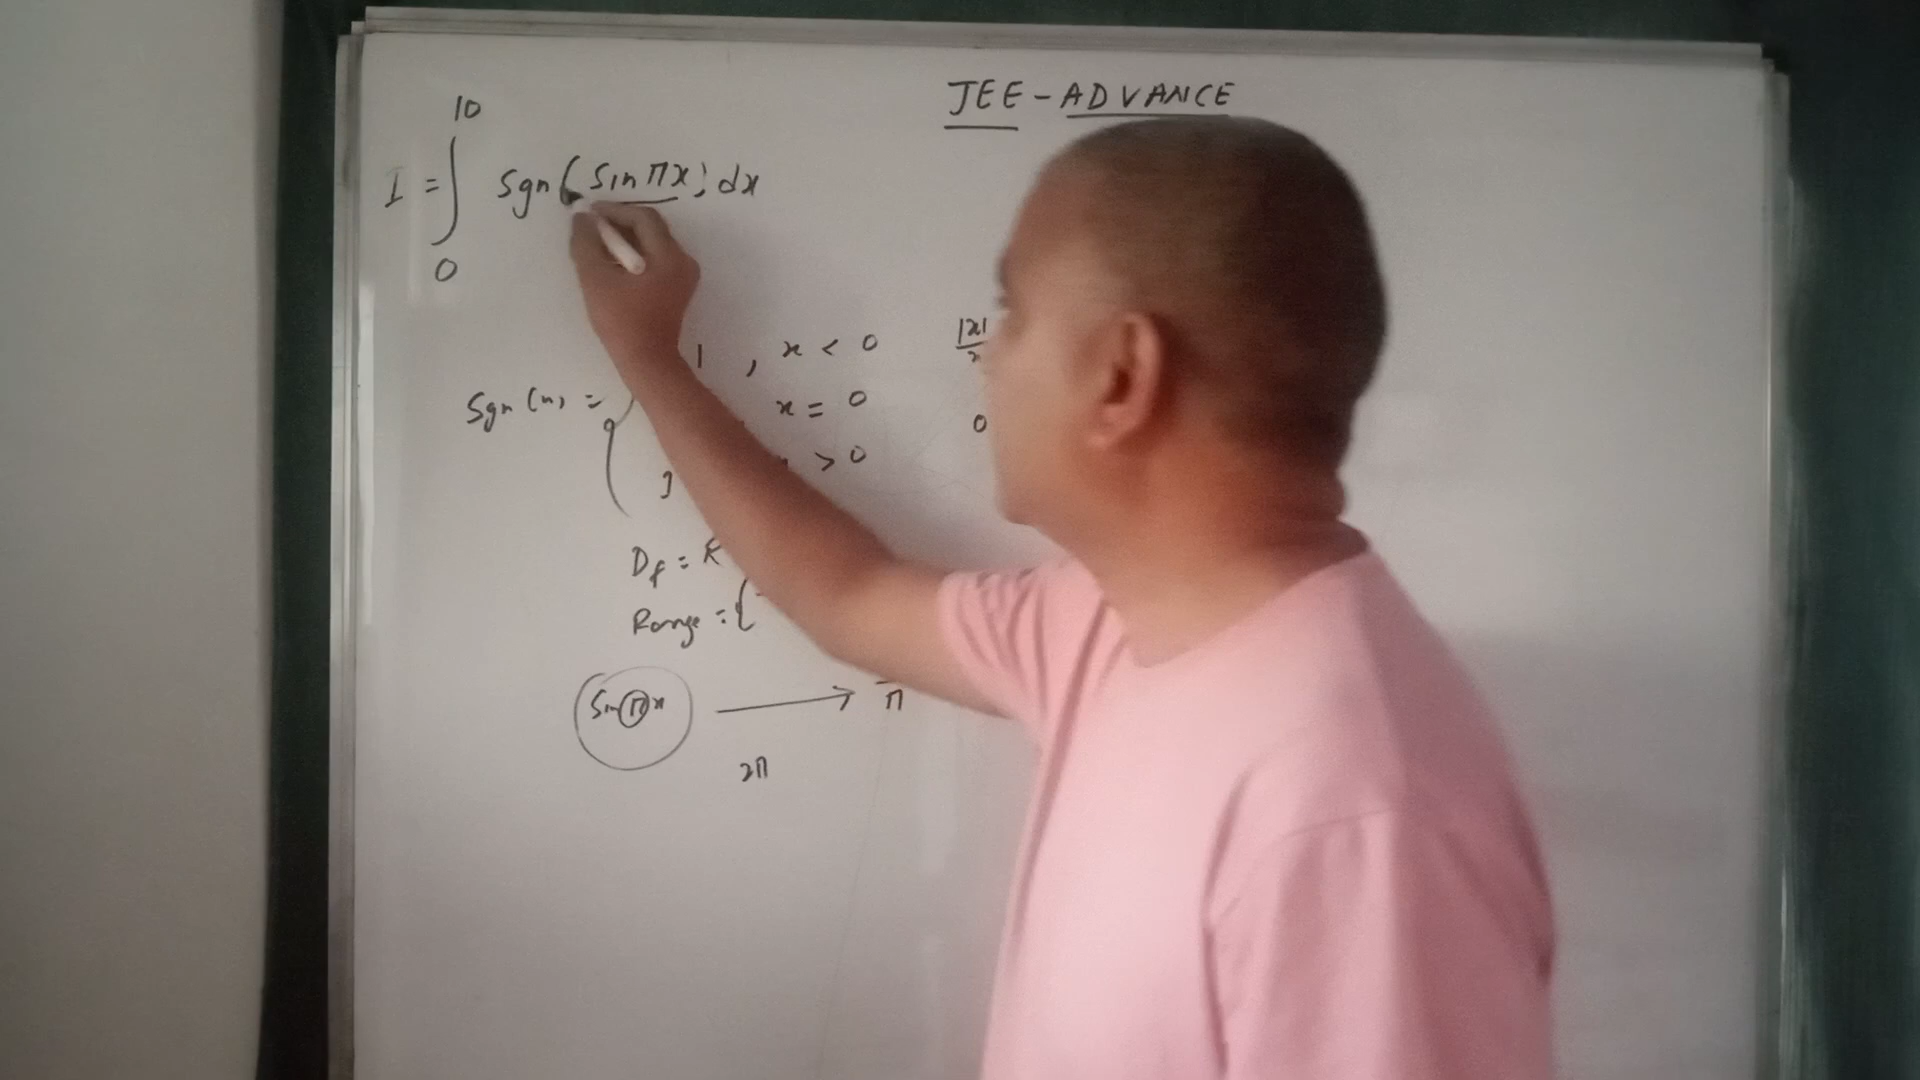 JEE-ADVANCE
10
I = ∫ Sgn(Sin πx) dx
0
1 , x < 0 |x|
Sgn(x) = x = 0 0
1 > 0
Df = R
Range = {
Sin πx → π
2π